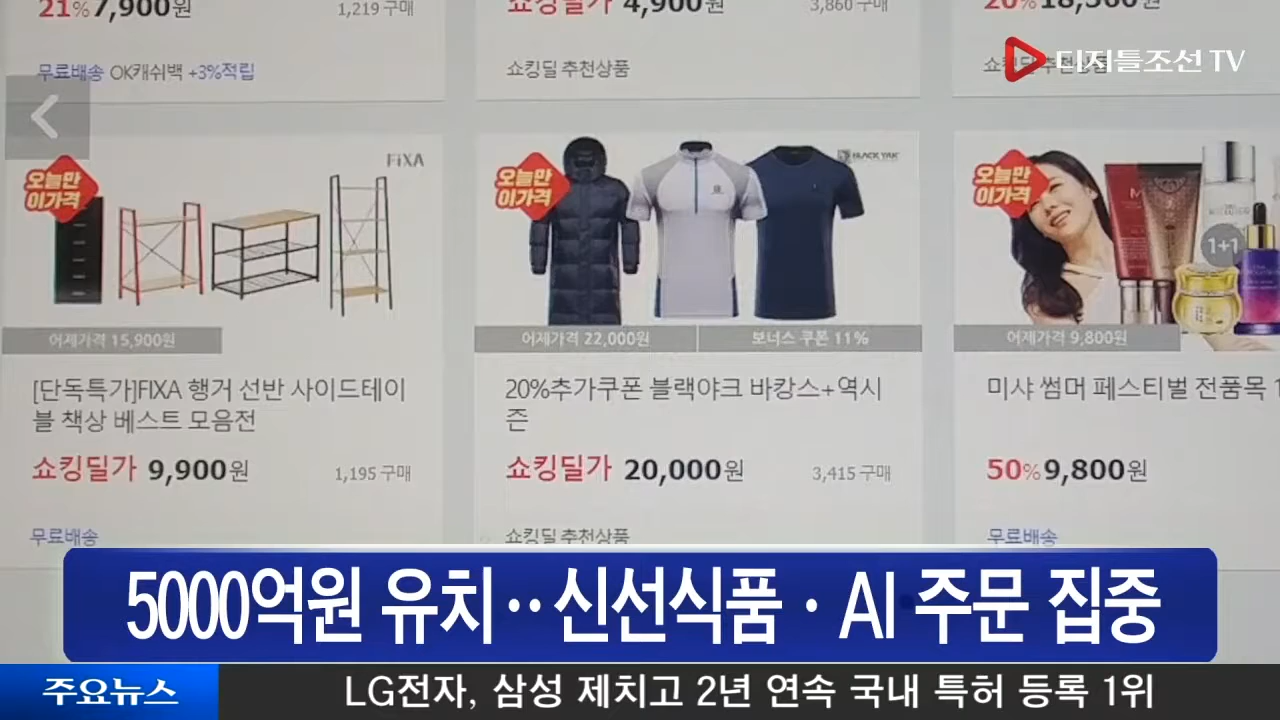 21% 7,900원 1,219 구매
쇼킹딜가 4,900원 3,860 구매
20% 18,500원
무료배송 OK캐쉬백 +3%적립
쇼킹딜 추천상품
디지틀조선TV
오늘만
이가격
FIXA
오늘만
이가격
BLACK YAK
오늘만
이가격
1+1
어제가격 15,900원
어제가격 22,000원
보너스 쿠폰 11%
어제가격 9,800원
[단독특가]FIXA 행거 선반 사이드테이
블 책상 베스트 모음전
쇼킹딜가 9,900원 1,195 구매
무료배송
20%추가쿠폰 블랙야크 바캉스+역시
즌
쇼킹딜가 20,000원 3,415 구매
쇼킹딜 추천상품
미샤 썸머 페스티벌 전품목 1
50% 9,800원
무료배송
5000억원 유치‥신선식품·AI 주문 집중
주요뉴스
LG전자, 삼성 제치고 2년 연속 국내 특허 등록 1위